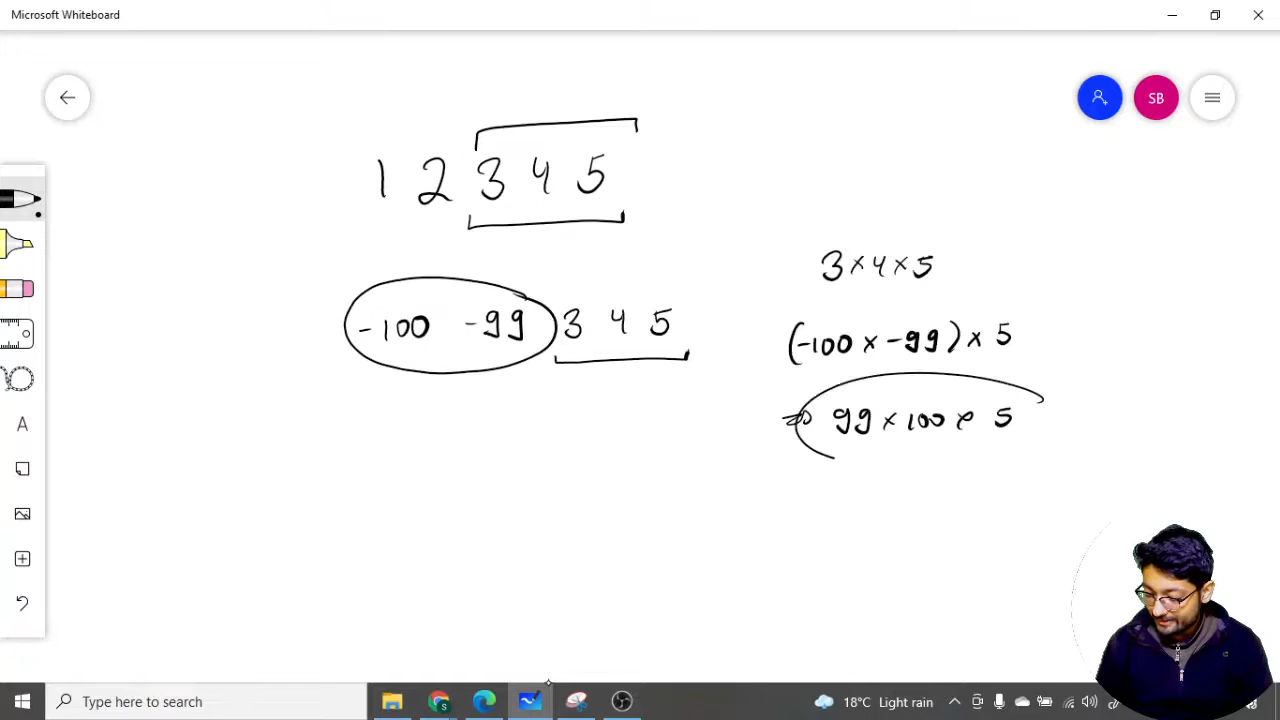 Microsoft Whiteboard
SB
1 2 3 4 5
3 × 4 × 5
-100 -99 3 4 5
(-100 × -99) × 5
⇒ 99 × 100 × 5
A
Type here to search
18°C Light rain